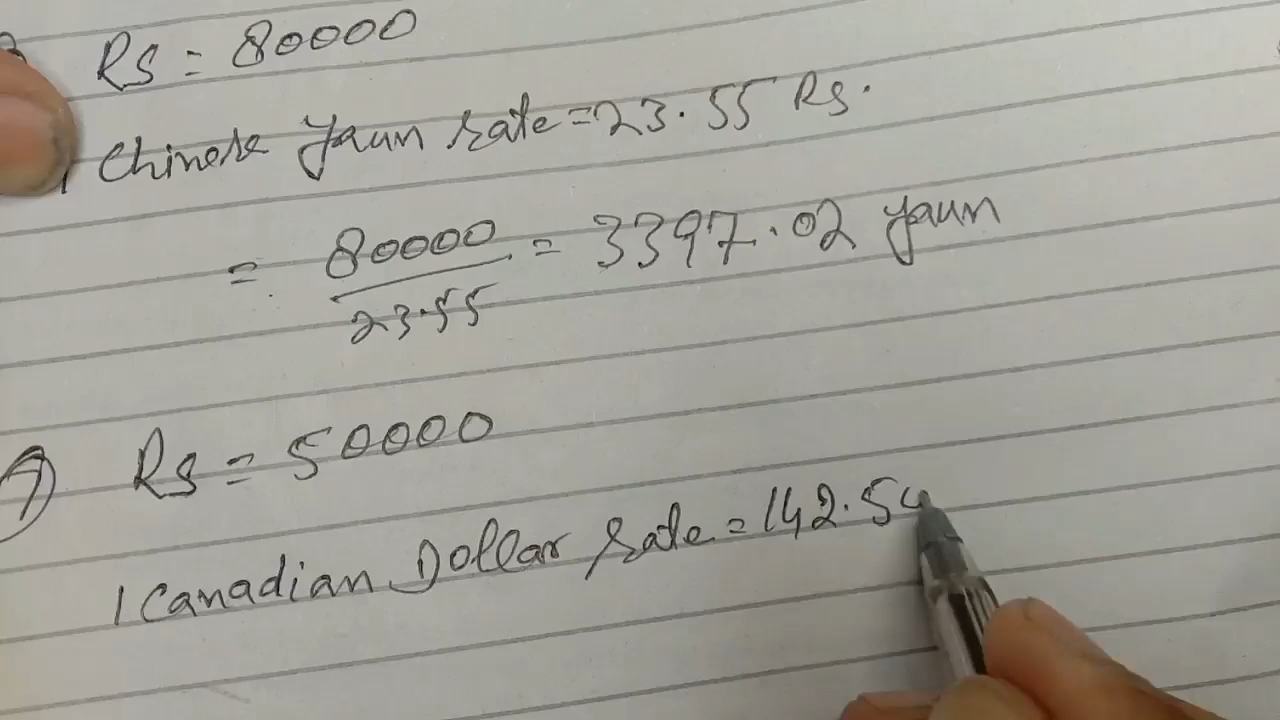 Rs = 80000
1 Chinese Yaun rate = 23.55 Rs.
= 80000 / 23.55 = 3397.02 yaun
7) Rs = 50000
1 Canadian Dollar rate = 142.54